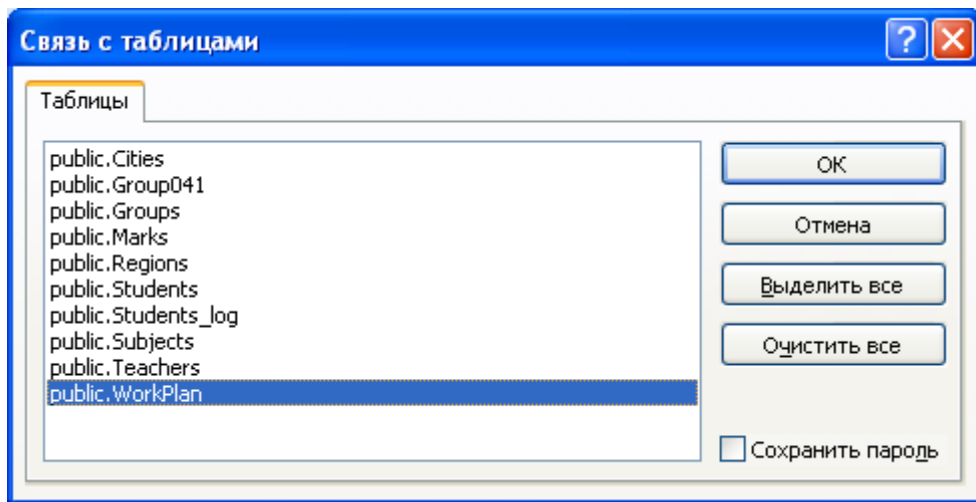 Связь с таблицами
Таблицы
public.Cities
public.Group041
public.Groups
public.Marks
public.Regions
public.Students
public.Students_log
public.Subjects
public.Teachers
public.WorkPlan
ОК
Отмена
Выделить все
Очистить все
Сохранить пароль